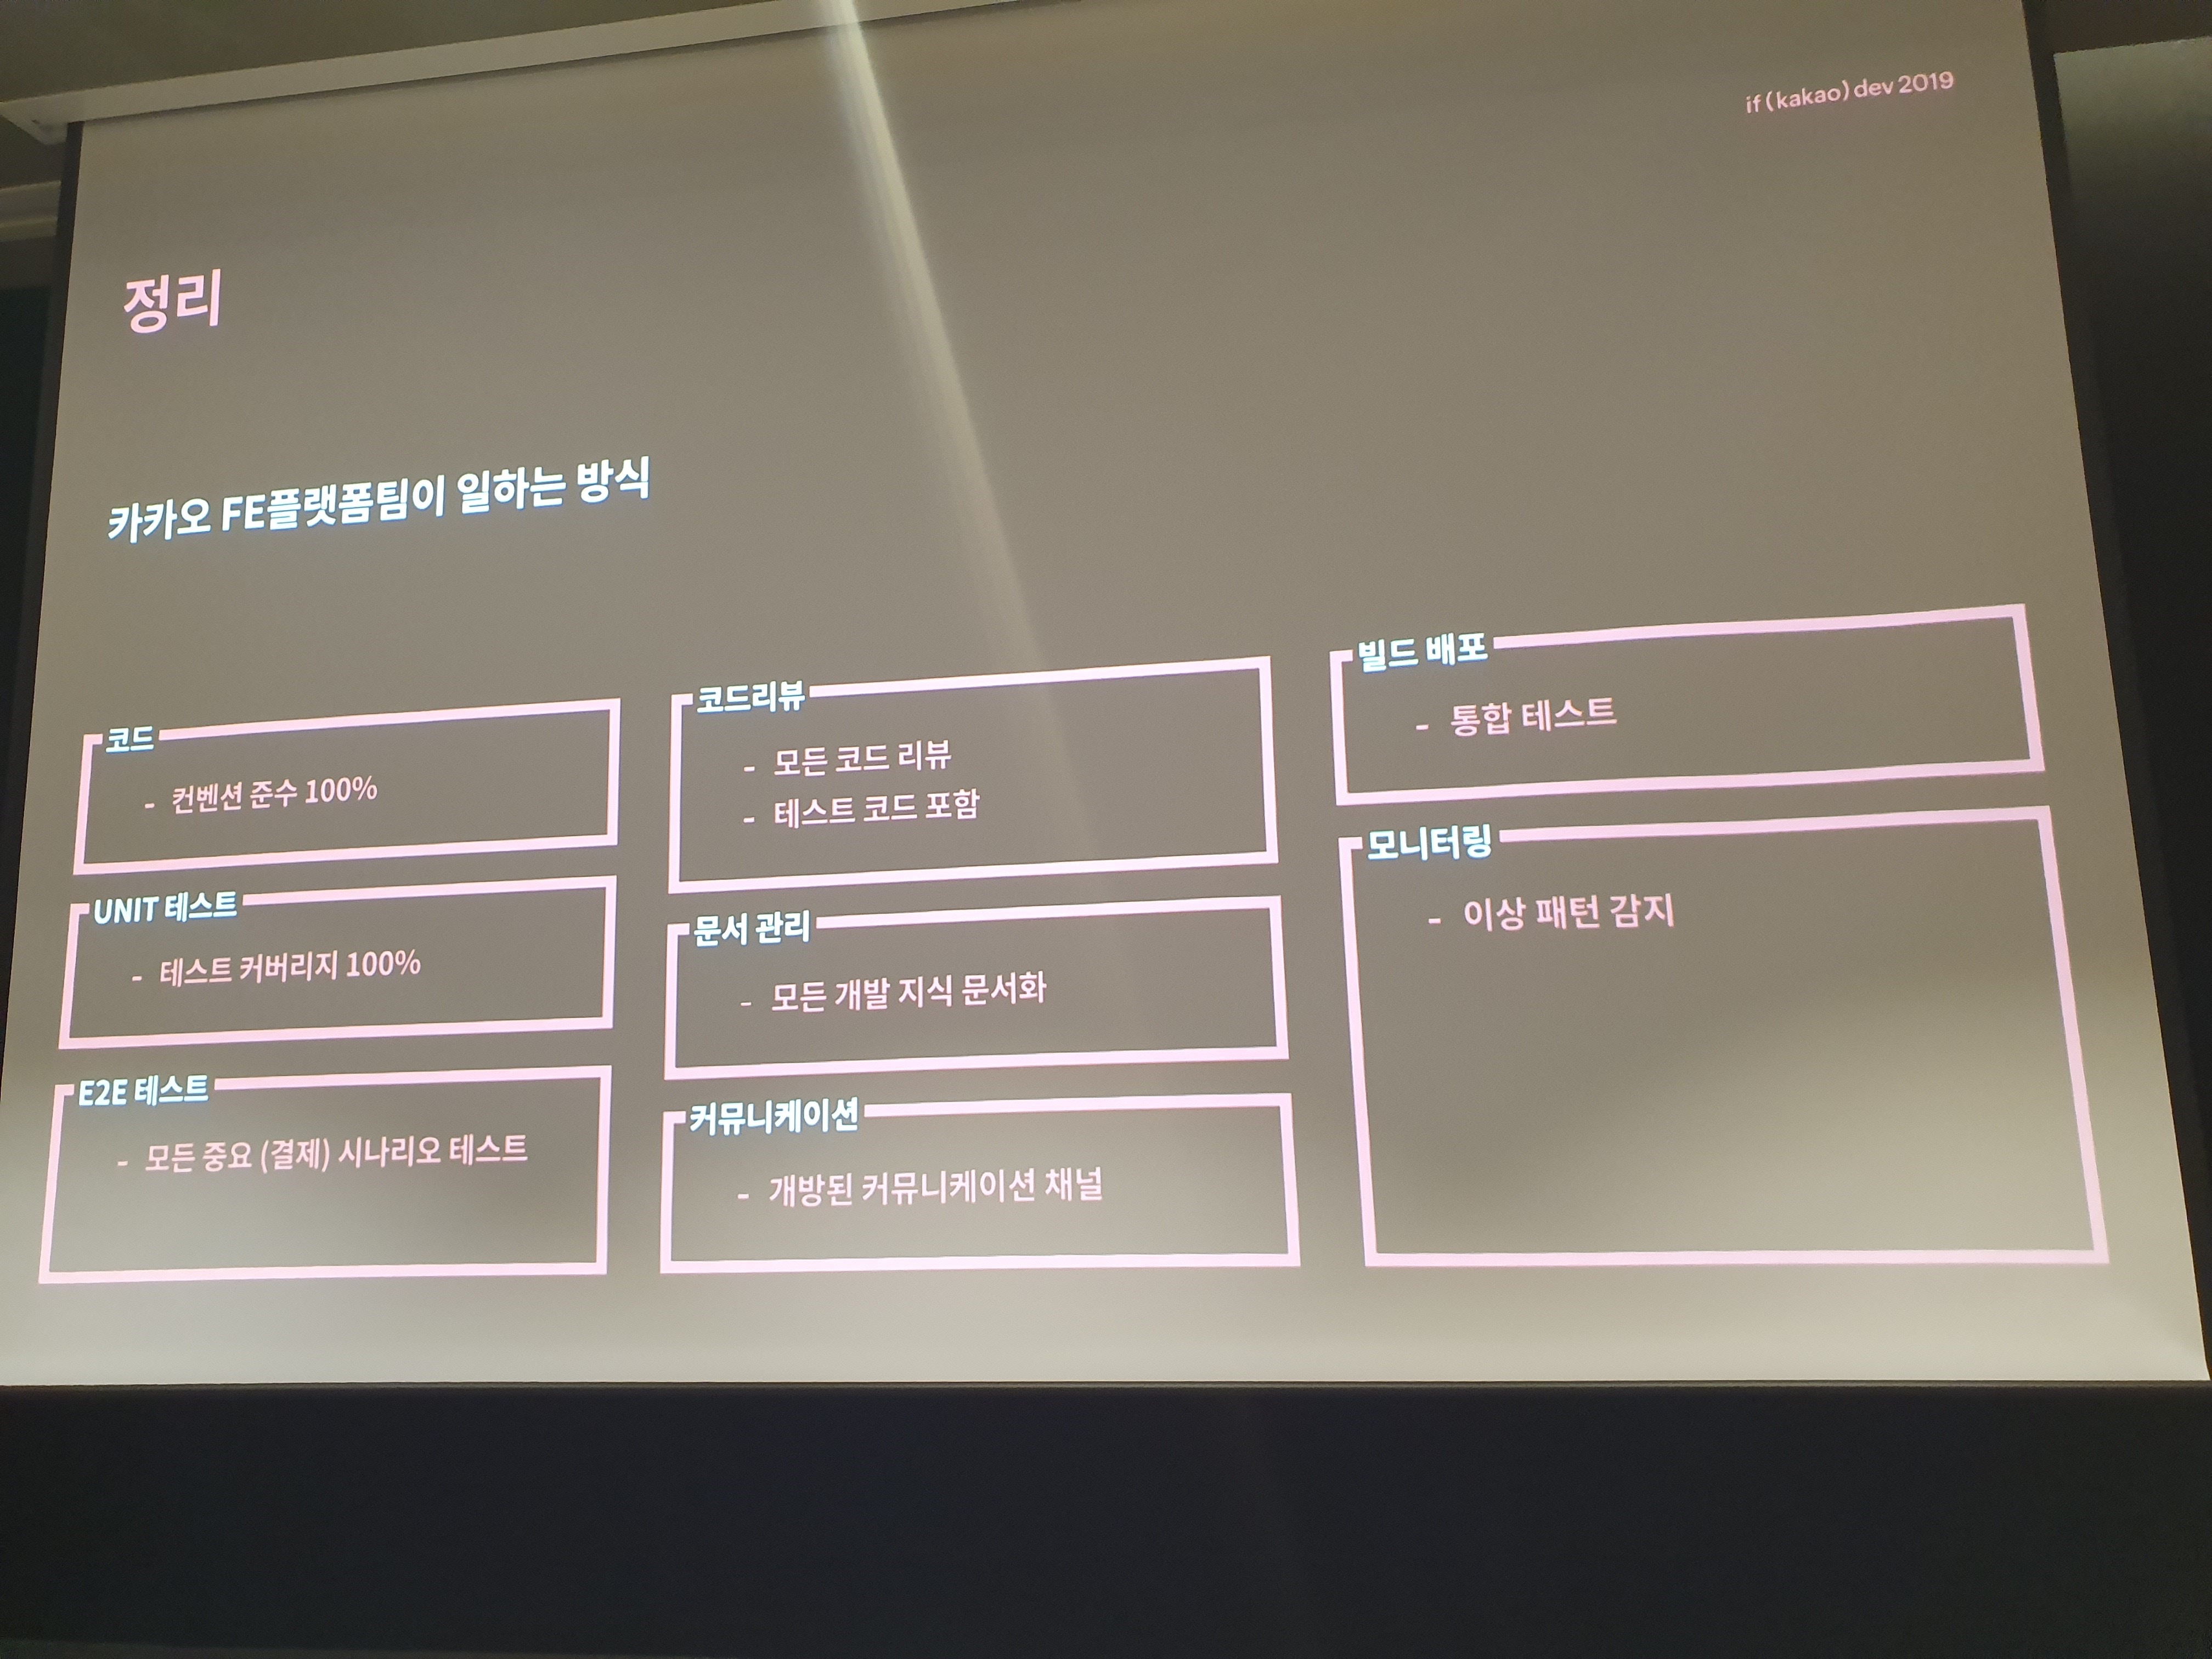 if(kakao)dev2019
정리
카카오 FE플랫폼팀이 일하는 방식
코드
- 컨벤션 준수 100%
UNIT 테스트
- 테스트 커버리지 100%
E2E 테스트
- 모든 중요 (결제) 시나리오 테스트
코드리뷰
- 모든 코드 리뷰
- 테스트 코드 포함
문서 관리
- 모든 개발 지식 문서화
커뮤니케이션
- 개방된 커뮤니케이션 채널
빌드 배포
- 통합 테스트
모니터링
- 이상 패턴 감지